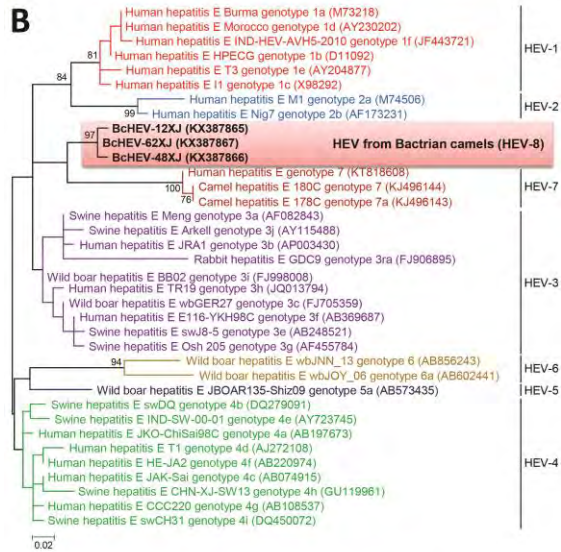 B
Human hepatitis E Burma genotype 1a (M73218)
Human hepatitis E Morocco genotype 1d (AY230202)
Human hepatitis E IND-HEV-AVH5-2010 genotype 1f (JF443721)
81
Human hepatitis E HPECG genotype 1b (D11092)
HEV-1
Human hepatitis E T3 genotype 1e (AY204877)
84
Human hepatitis E I1 genotype 1c (X98292)
Human hepatitis E M1 genotype 2a (M74506)
HEV-2
99
Human hepatitis E Nig7 genotype 2b (AF173231)
BcHEV-12XJ (KX387865)
97
BcHEV-62XJ (KX387867)
HEV from Bactrian camels (HEV-8)
BcHEV-48XJ (KX387866)
Human hepatitis E genotype 7 (KT818608)
100
Camel hepatitis E 180C genotype 7 (KJ496144)
HEV-7
76
Camel hepatitis E 178C genotype 7a (KJ496143)
Swine hepatitis E Meng genotype 3a (AF082843)
Swine hepatitis E Arkell genotype 3j (AY115488)
Human hepatitis E JRA1 genotype 3b (AP003430)
Rabbit hepatitis E GDC9 genotype 3ra (FJ906895)
Wild boar hepatitis E BB02 genotype 3i (FJ998008)
HEV-3
Human hepatitis E TR19 genotype 3h (JQ013794)
Wild boar hepatitis E wbGER27 genotype 3c (FJ705359)
Human hepatitis E E116-YKH98C genotype 3f (AB369687)
Swine hepatitis E swJ8-5 genotype 3e (AB248521)
Swine hepatitis E Osh 205 genotype 3g (AF455784)
94
Wild boar hepatitis E wbJNN_13 genotype 6 (AB856243)
HEV-6
Wild boar hepatitis E wbJOY_06 genotype 6a (AB602441)
Wild boar hepatitis E JBOAR135-Shiz09 genotype 5a (AB573435)
HEV-5
Swine hepatitis E swDQ genotype 4b (DQ279091)
Swine hepatitis E IND-SW-00-01 genotype 4e (AY723745)
Human hepatitis E JKO-ChiSai98C genotype 4a (AB197673)
Human hepatitis E T1 genotype 4d (AJ272108)
Human hepatitis E HE-JA2 genotype 4f (AB220974)
HEV-4
Human hepatitis E JAK-Sai genotype 4c (AB074915)
Swine hepatitis E CHN-XJ-SW13 genotype 4h (GU119961)
Human hepatitis E CCC220 genotype 4g (AB108537)
Swine hepatitis E swCH31 genotype 4i (DQ450072)
0.02